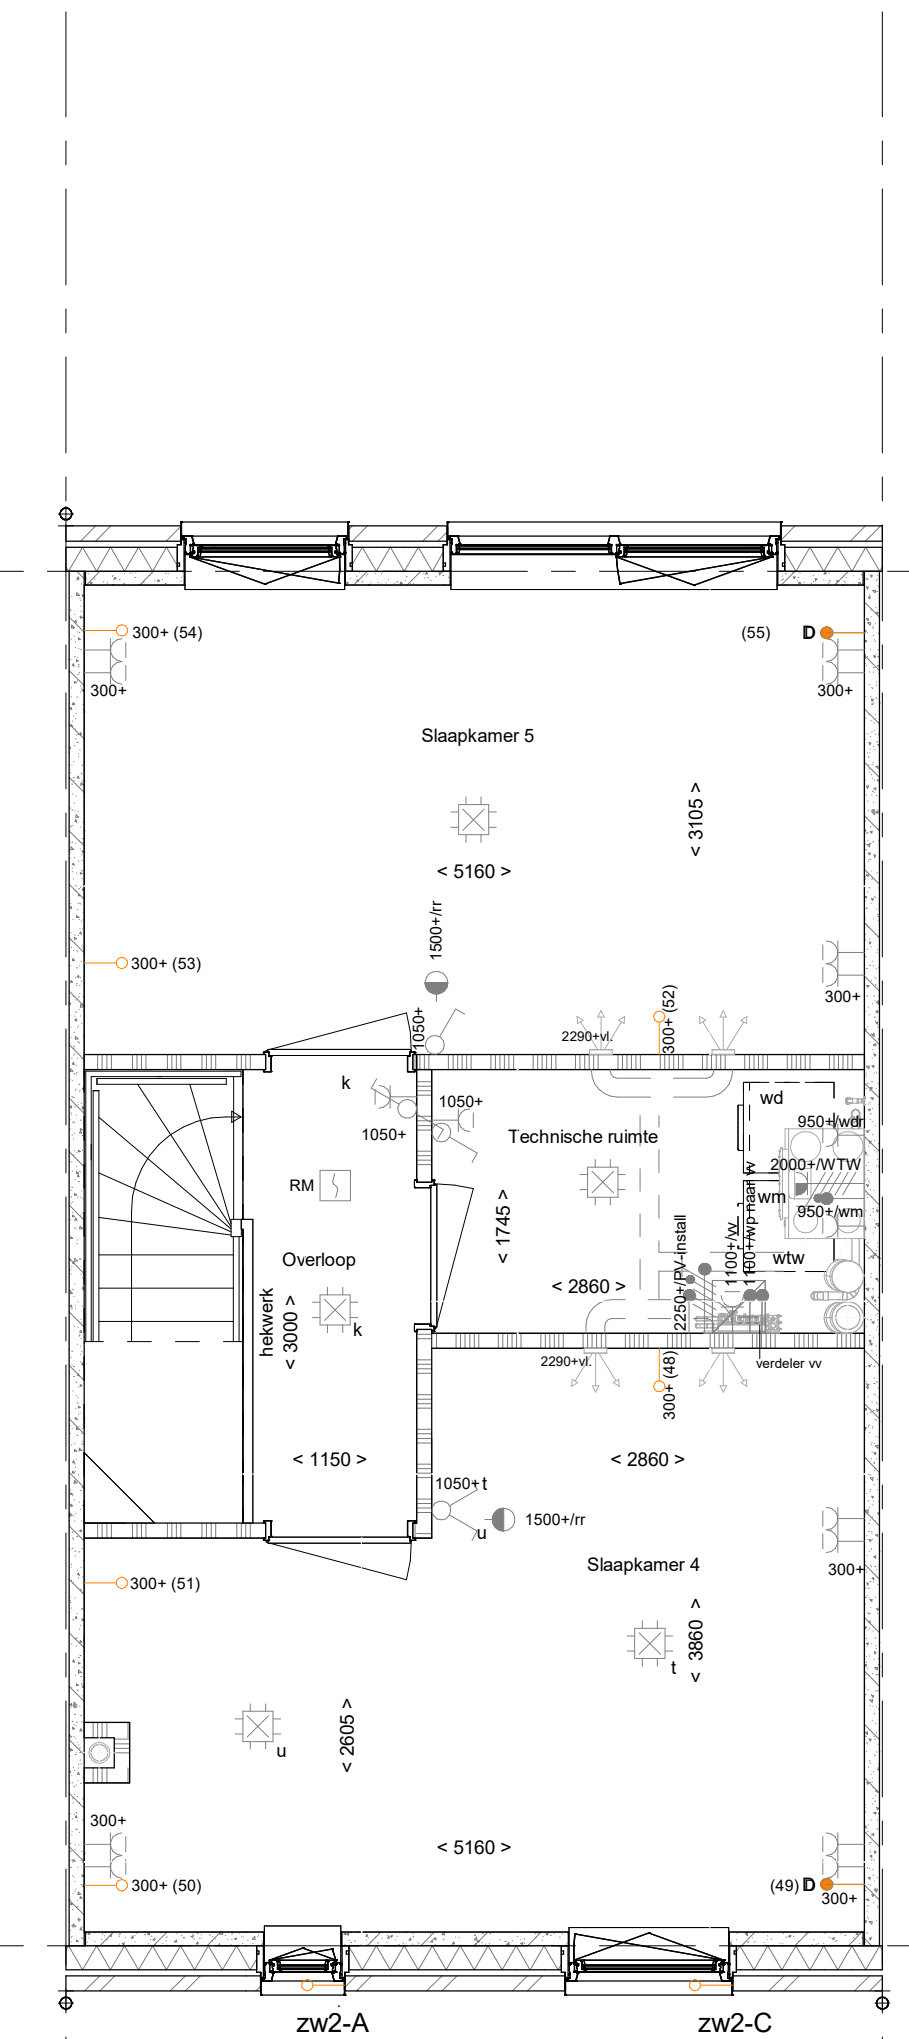 300+ (54)
(55) D
300+
300+
Slaapkamer 5
< 3105 >
< 5160 >
1500+/rr
300+ (53)
300+
300+ (52)
1050+
2290+vl.
k
1050+
1050+
wd
950+/wdr
Technische ruimte
2000+/WTW
RM
wm
950+/wm
< 1745 >
1100+/vv
1100+/wp naar vv
Overloop
wtw
2250+/PV-install
< 2860 >
hekwerk
< 3000 >
k
2290+vl.
300+ (48)
verdeler vv
< 1150 >
< 2860 >
1050+t
u
1500+/rr
Slaapkamer 4
300+
300+ (51)
< 3860 >
t
< 2605 >
u
300+
< 5160 >
300+ (50)
(49) D
300+
zw2-A
zw2-C